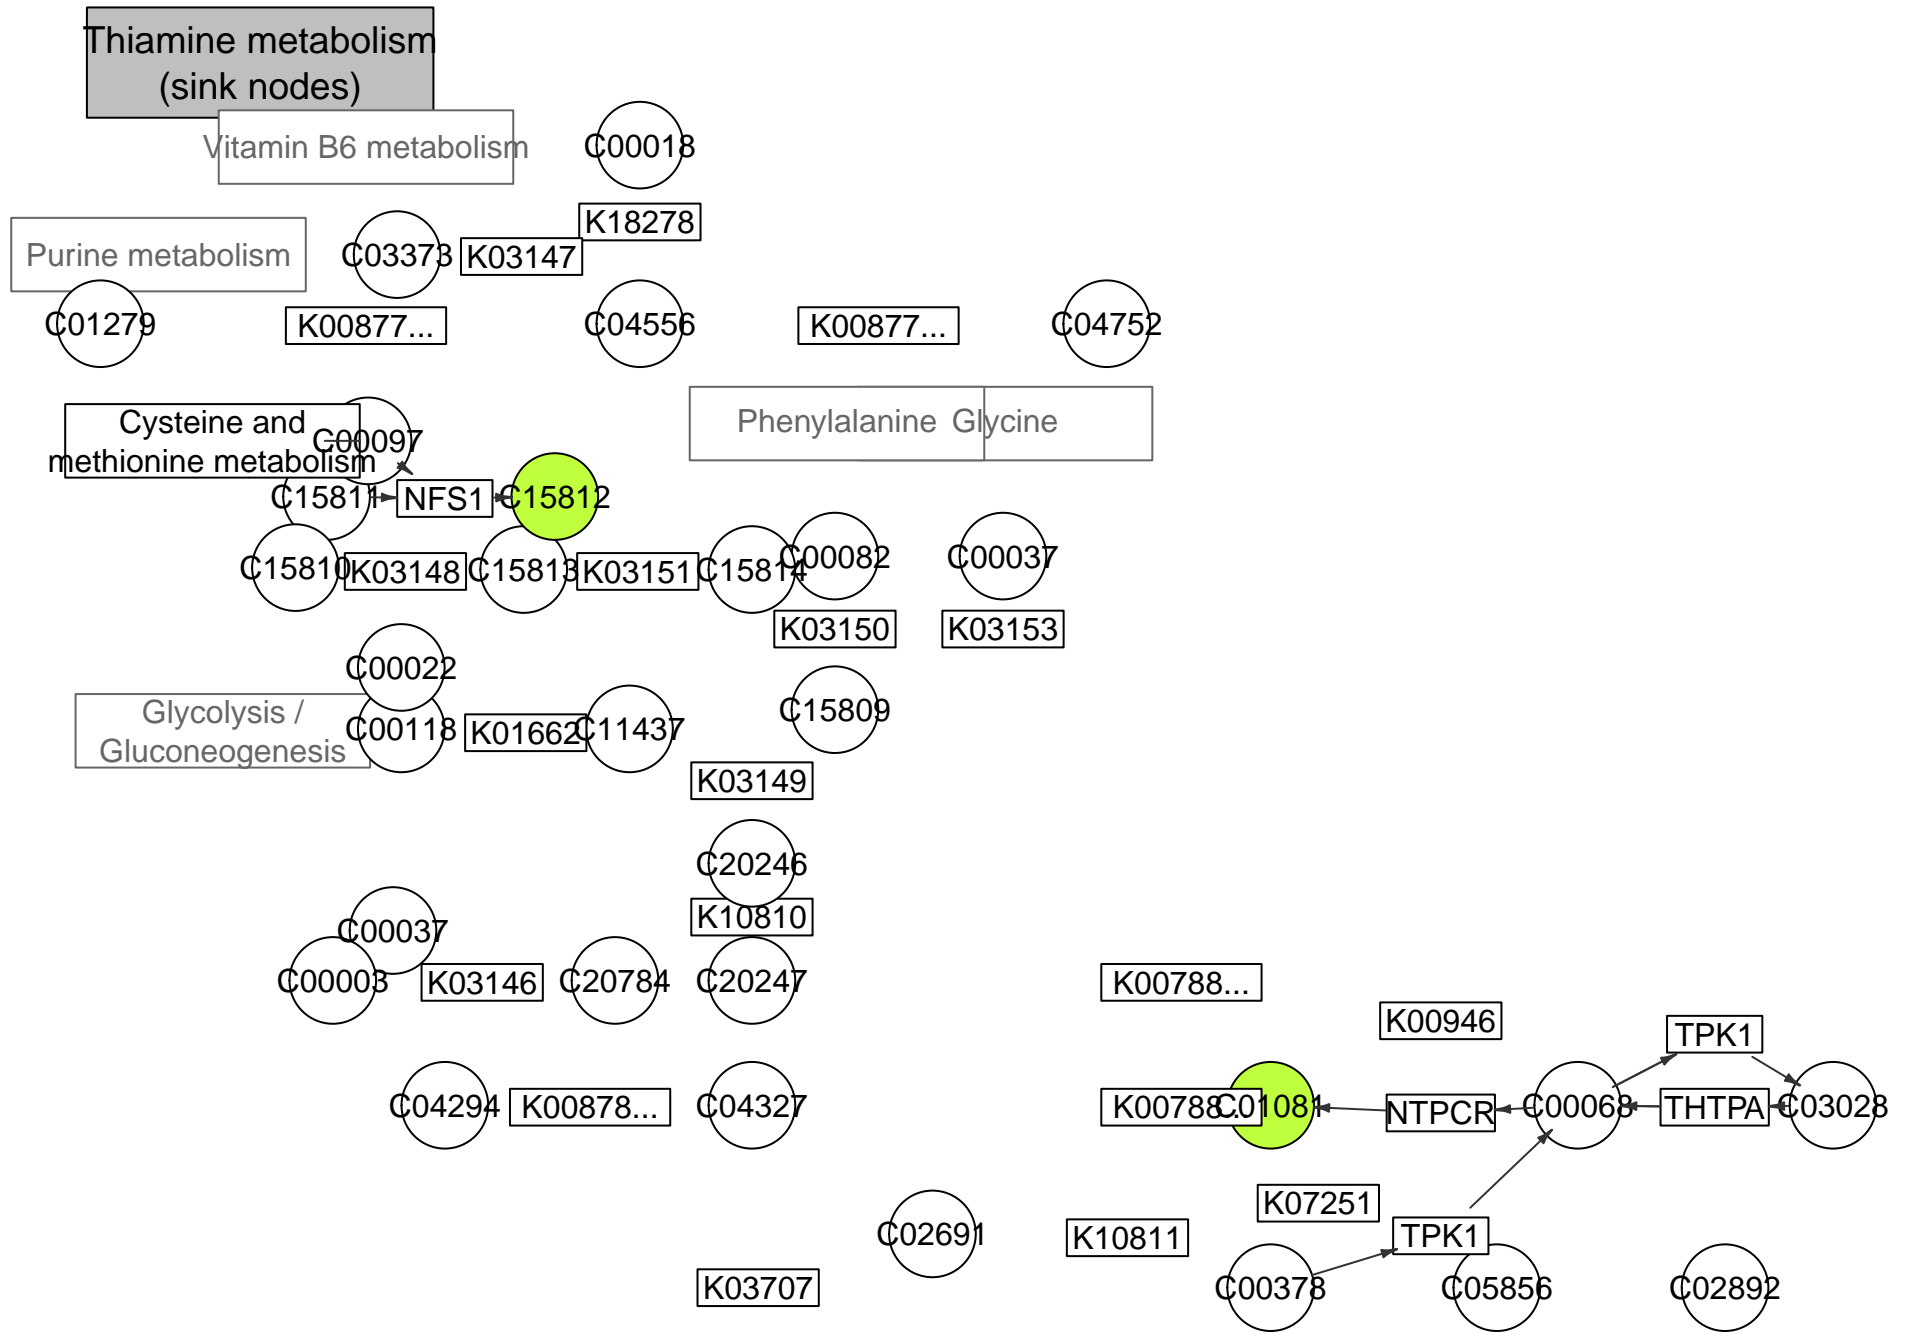 Thiamine metabolism
(sink nodes)
Vitamin B6 metabolism
C00018
K18278
Purine metabolism
C03373
K03147
C01279
K00877...
C04556
K00877...
C04752
Cysteine and
methionine metabolism
C00097
Phenylalanine
Glycine
C15811
NFS1
C15812
C15810
K03148
C15813
K03151
C15814
C00082
C00037
K03150
K03153
C00022
Glycolysis /
Gluconeogenesis
C00118
K01662
C11437
C15809
K03149
C20246
K10810
C00037
C00003
K03146
C20784
C20247
K00788...
K00946
TPK1
C04294
K00878...
C04327
K00788...
C01081
NTPCR
C00068
THTPA
C03028
K07251
C02691
K10811
TPK1
K03707
C00378
C05856
C02892